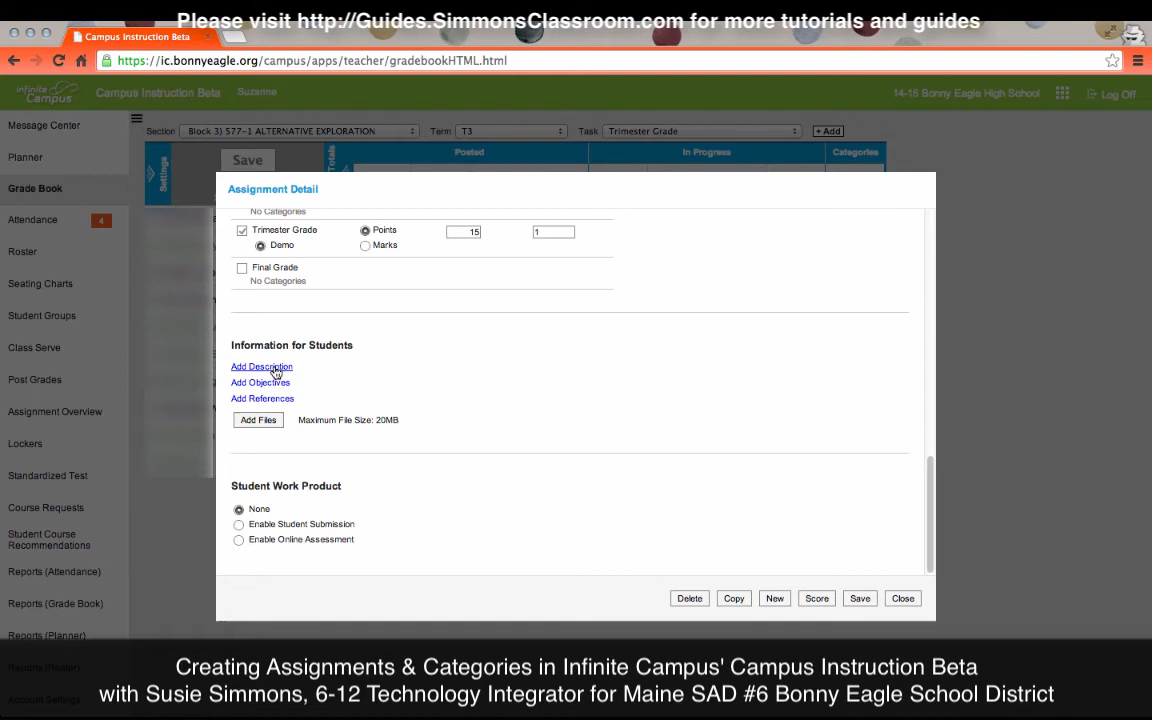 Please visit http://Guides.SimmonsClassroom.com for more tutorials and guides
Campus Instruction Beta
https://ic.bonnyeagle.org/campus/apps/teacher/gradebookHTML.html
Infinite Campus
Campus Instruction Beta
Suzanne
14-15 Bonny Eagle High School
Log Off
Message Center
Planner
Grade Book
Attendance
4
Roster
Seating Charts
Student Groups
Class Serve
Post Grades
Assignment Overview
Lockers
Standardized Test
Course Requests
Student Course
Recommendations
Reports (Attendance)
Reports (Grade Book)
Reports (Planner)
Reports (Roster)
Account Settings
Section
Block 3) 577-1 ALTERNATIVE EXPLORATION
Term
T3
Task
Trimester Grade
+ Add
Settings
Save
Totals
Posted
In Progress
Categories
Assignment Detail
No Categories
Trimester Grade
Points
15
1
Demo
Marks
Final Grade
No Categories
Information for Students
Add Description
Add Objectives
Add References
Add Files
Maximum File Size: 20MB
Student Work Product
None
Enable Student Submission
Enable Online Assessment
Delete
Copy
New
Score
Save
Close
Creating Assignments & Categories in Infinite Campus' Campus Instruction Beta
with Susie Simmons, 6-12 Technology Integrator for Maine SAD #6 Bonny Eagle School District